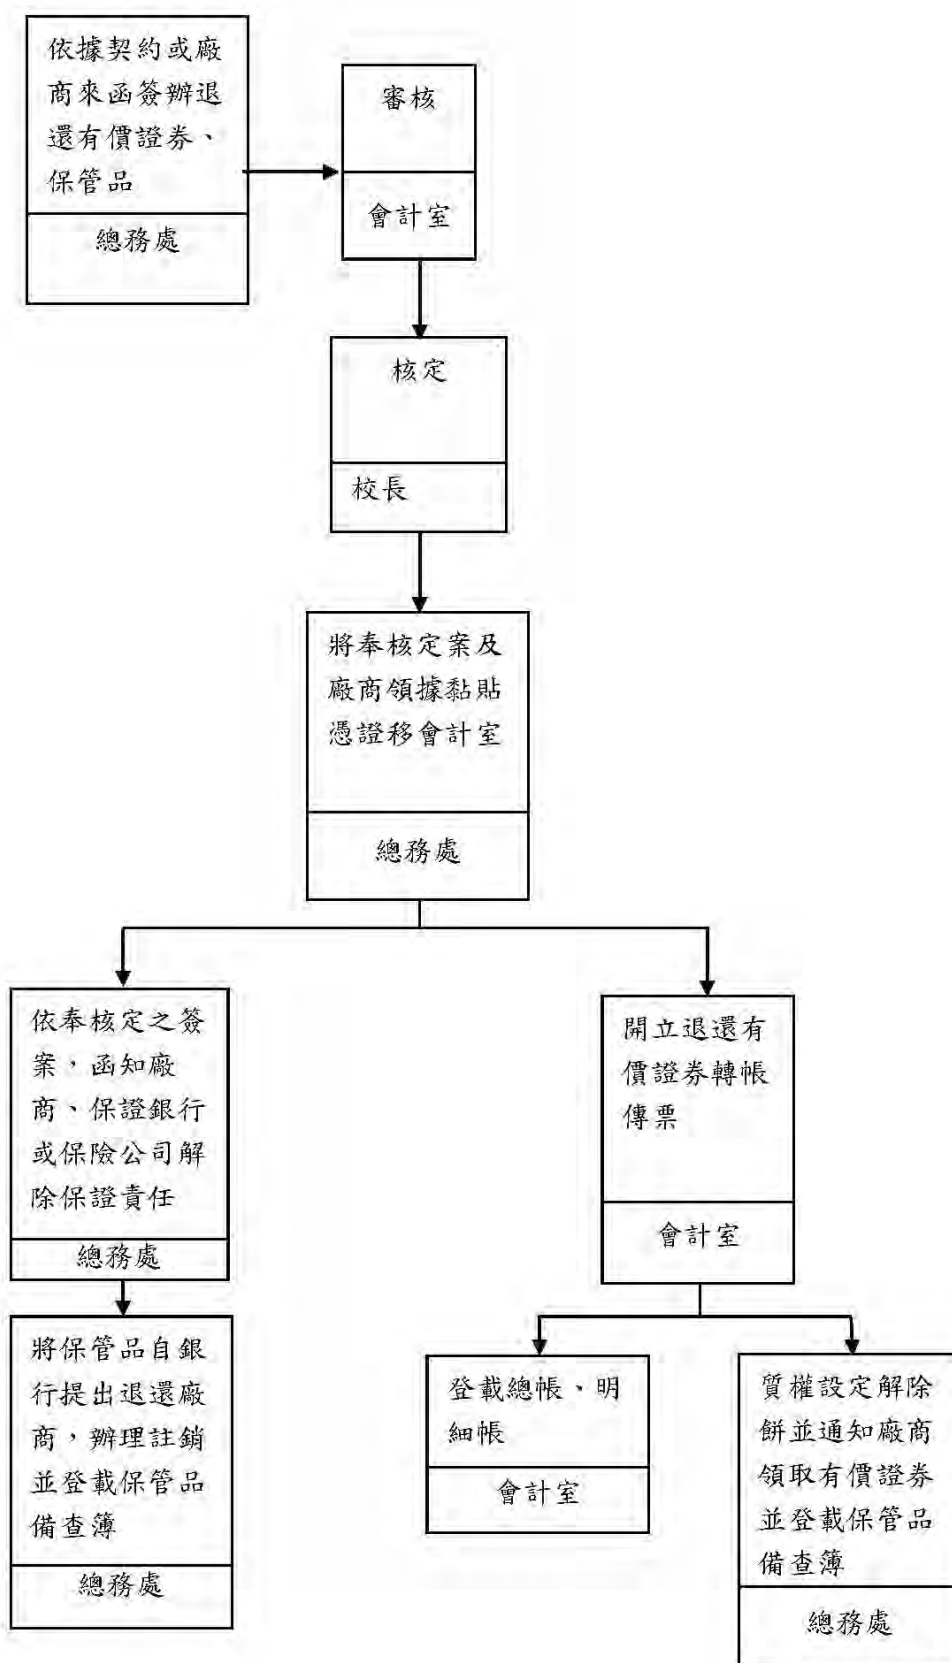 依據契約或廠
商來函簽辦退
還有價證券、
保管品
總務處
審核
會計室
核定
校長
將奉核定案及
廠商領據黏貼
憑證移會計室
總務處
依奉核定之簽
案，函知廠
商、保證銀行
或保險公司解
除保證責任
總務處
將保管品自銀
行提出退還廠
商，辦理註銷
並登載保管品
備查簿
總務處
開立退還有
價證券轉帳
傳票
會計室
登載總帳、明
細帳
會計室
質權設定解除
餅並通知廠商
領取有價證券
並登載保管品
備查簿
總務處